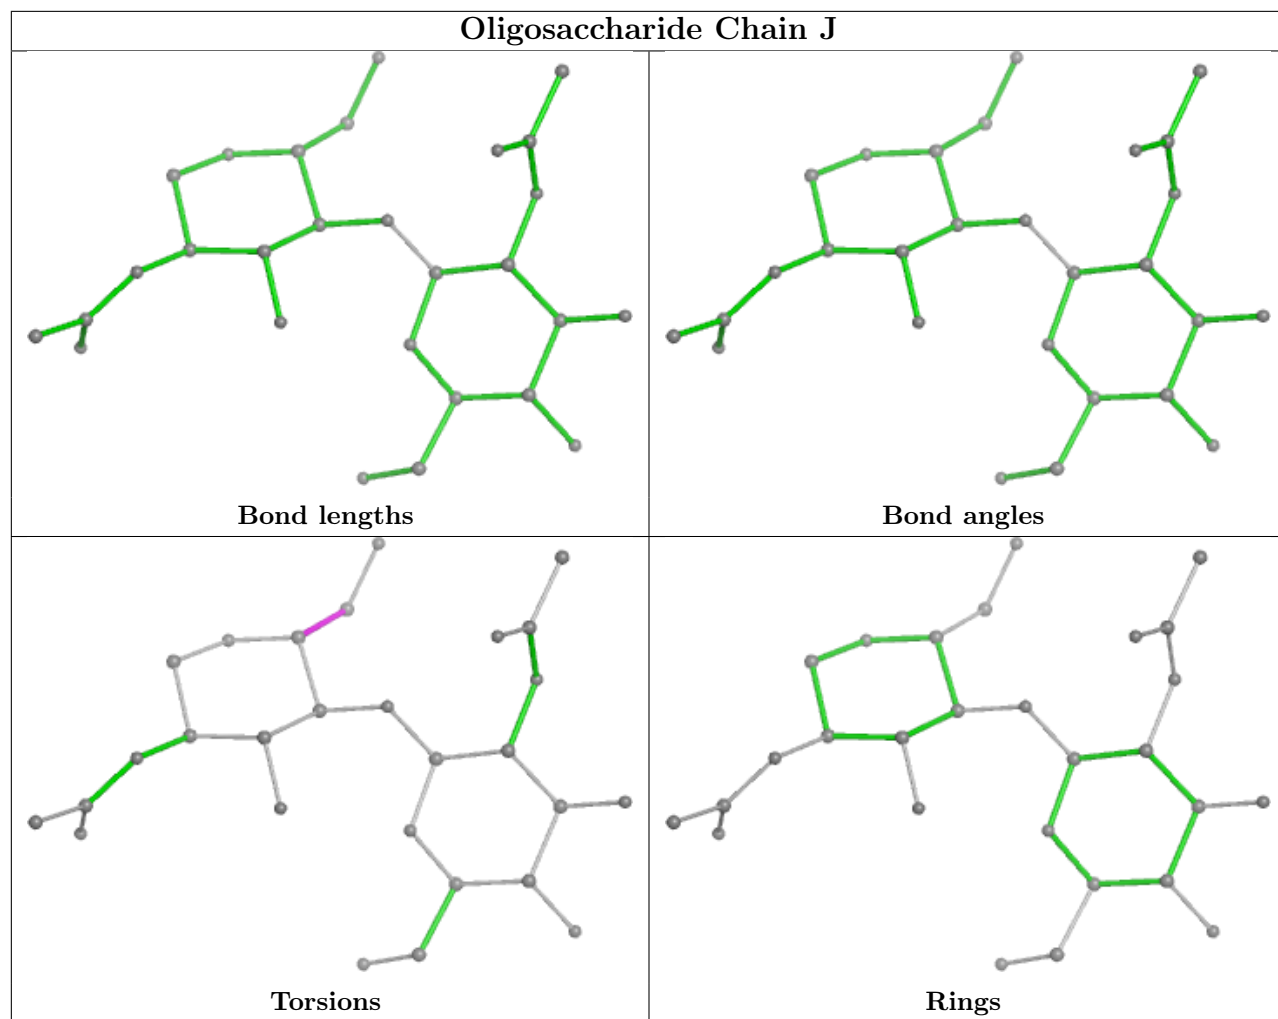 Oligosaccharide Chain J
Bond lengths
Bond angles
Torsions
Rings